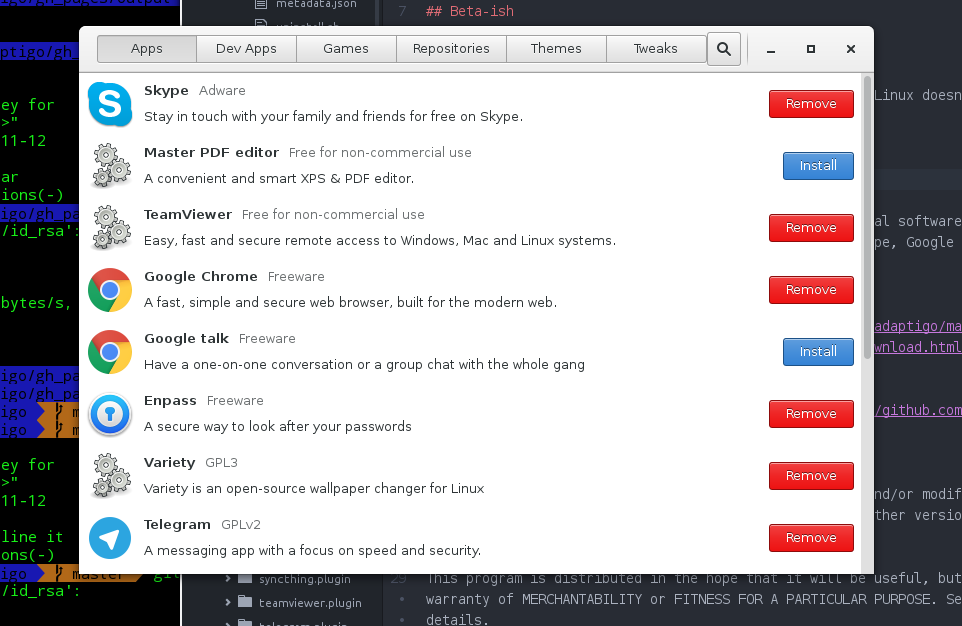 igo/gh_pages/output
metadata.json
7 ## Beta-ish
ptigo/gh_
Apps Dev Apps Games Repositories Themes Tweaks
Skype Adware
Stay in touch with your family and friends for free on Skype.
Remove
Master PDF editor Free for non-commercial use
A convenient and smart XPS & PDF editor.
Install
TeamViewer Free for non-commercial use
Easy, fast and secure remote access to Windows, Mac and Linux systems.
Remove
Google Chrome Freeware
A fast, simple and secure web browser, built for the modern web.
Remove
Google talk Freeware
Have a one-on-one conversation or a group chat with the whole gang
Install
Enpass Freeware
A secure way to look after your passwords
Remove
Variety GPL3
Variety is an open-source wallpaper changer for Linux
Remove
Telegram GPLv2
A messaging app with a focus on speed and security.
Remove
ey for
>"
11-12
ar
ions(-)
igo/gh_pa
/id_rsa':
bytes/s,
igo/gh_pa
igo/gh_pa
igo m
igo m
ey for
>"
11-12
line it
ons(-)
igo master git
/id_rsa':
Linux doesn
al software
pe, Google
adaptigo/ma
wnload.html
/github.com
nd/or modif
ther versio
syncthing.plugin
teamviewer.plugin
telegram.plugin
29 This program is distributed in the hope that it will be useful, but
warranty of MERCHANTABILITY or FITNESS FOR A PARTICULAR PURPOSE. Se
details.